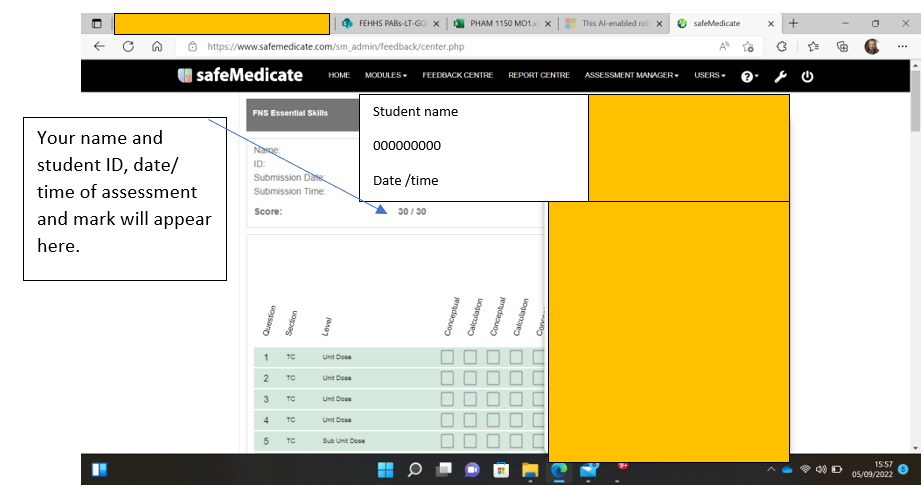 FEHHS PABs-LT-GC
PHAM 1150 MO1.xl
This AI-enabled rol
safeMedicate
https://www.safemedicate.com/sm_admin/feedback/center.php
safeMedicate
HOME MODULES FEEDBACK CENTRE REPORT CENTRE ASSESSMENT MANAGER USERS
FNS Essential Skills
Student name
000000000
Date /time
Your name and
student ID, date/
time of assessment
and mark will appear
here.
Name:
ID:
Submission Date:
Submission Time:
Score: 30 / 30
Question Section Level Conceptual Calculation Conceptual Calculation
1 TC Unit Dose
2 TC Unit Dose
3 TC Unit Dose
4 TC Unit Dose
5 TC Sub Unit Dose
9+
15:57
05/09/2022
8